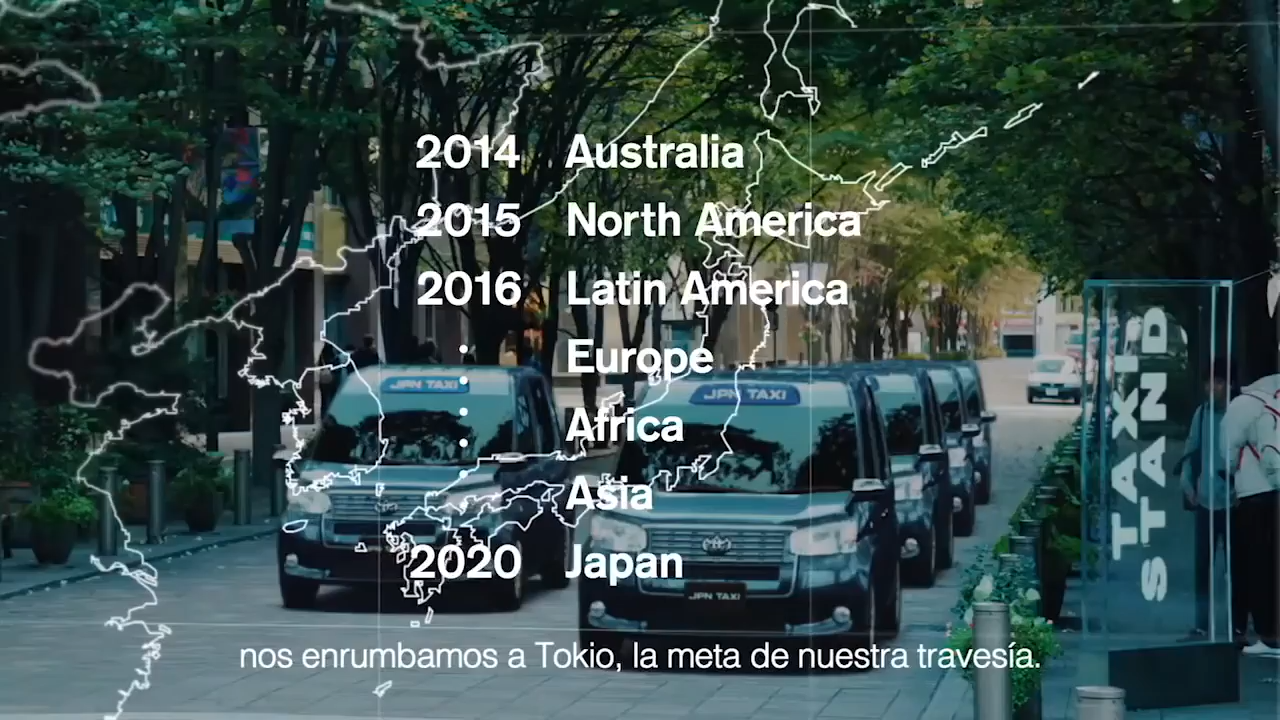 2014 Australia
2015 North America
2016 Latin America
: Europe
: Africa
Asia
2020 Japan
JPN TAXI
JPN TAXI
JPN TAXI
TAXI
STAND
nos enrumbamos a Tokio, la meta de nuestra travesía.